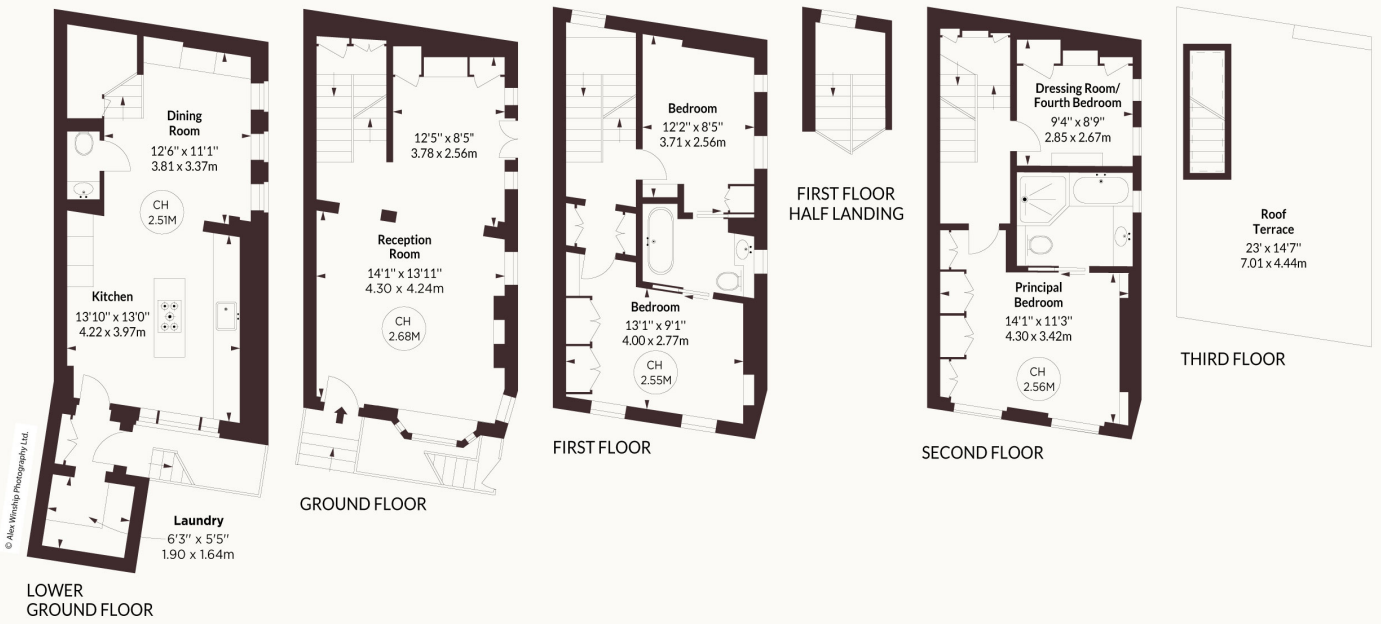 Dining
Room
12'6" x 11'1"
3.81 x 3.37m
CH
2.51M
Kitchen
13'10" x 13'0"
4.22 x 3.97m
Laundry
6'3" x 5'5"
1.90 x 1.64m
© Alex Winship Photography Ltd.
LOWER
GROUND FLOOR
12'5" x 8'5"
3.78 x 2.56m
Reception
Room
14'1" x 13'11"
4.30 x 4.24m
CH
2.68M
GROUND FLOOR
Bedroom
12'2" x 8'5"
3.71 x 2.56m
Bedroom
13'1" x 9'1"
4.00 x 2.77m
CH
2.55M
FIRST FLOOR
FIRST FLOOR
HALF LANDING
Dressing Room/
Fourth Bedroom
9'4" x 8'9"
2.85 x 2.67m
Principal
Bedroom
14'1" x 11'3"
4.30 x 3.42m
CH
2.56M
SECOND FLOOR
Roof
Terrace
23' x 14'7"
7.01 x 4.44m
THIRD FLOOR